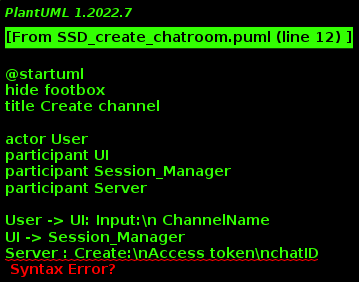 PlantUML 1.2022.7
[From SSD_create_chatroom.puml (line 12) ]
@startuml
hide footbox
title Create channel
actor User
participant UI
participant Session_Manager
participant Server
User -> UI: Input:\n ChannelName
UI -> Session_Manager
Server : Create:\nAccess token\nchatID
Syntax Error?